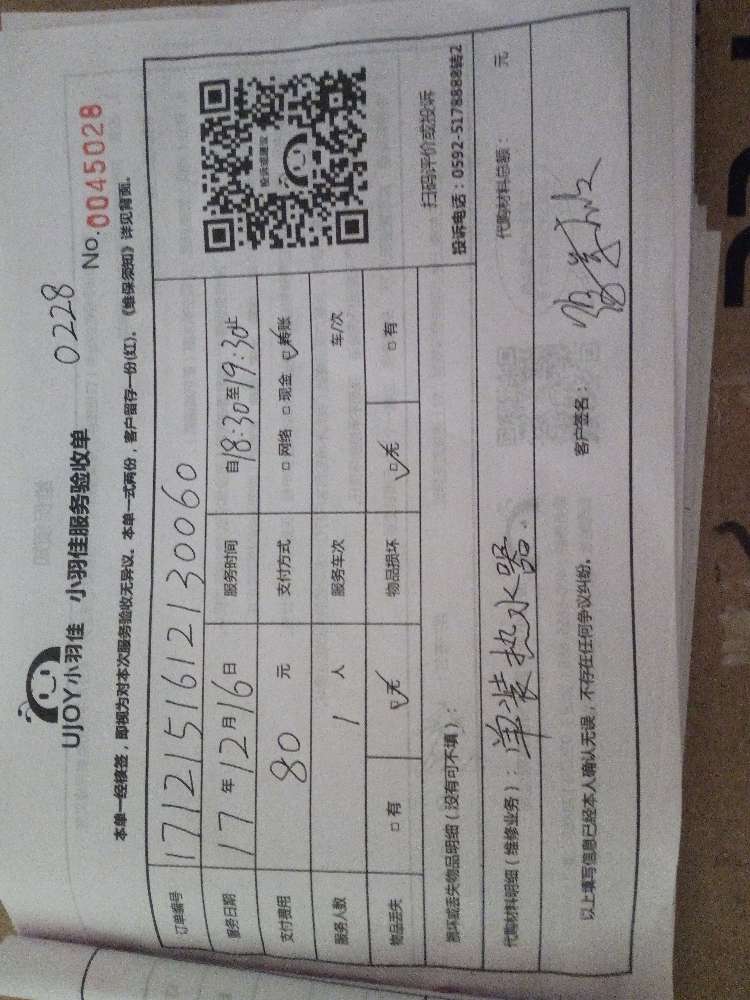 UJOY小羽佳 小羽佳服务验收单
0228
No.0045028
本单一经核签，即视为对本次服务验收无异议。本单一式两份，客户留存一份(红)。《维保须知》详见背面。
订单编号 171215161213 0060
服务日期 17年12月16日 服务时间 自18:30至19:30止
支付费用 80 元 支付方式 □ 网络 □ 现金 ☑ 转账
服务人数 1 人 服务车次 车/次
物品丢失 □ 有 ☑ 无 物品损坏 ☑ 无 □ 有
扫码评价或投诉
投诉电话：0592-5178888转2
损坏或丢失物品明细（没有可不填）：
代购材料明细（维修业务）：单装热水器. 代购材料总额： 元
以上填写信息已经本人确认无误，不存在任何争议纠纷。 客户签名：